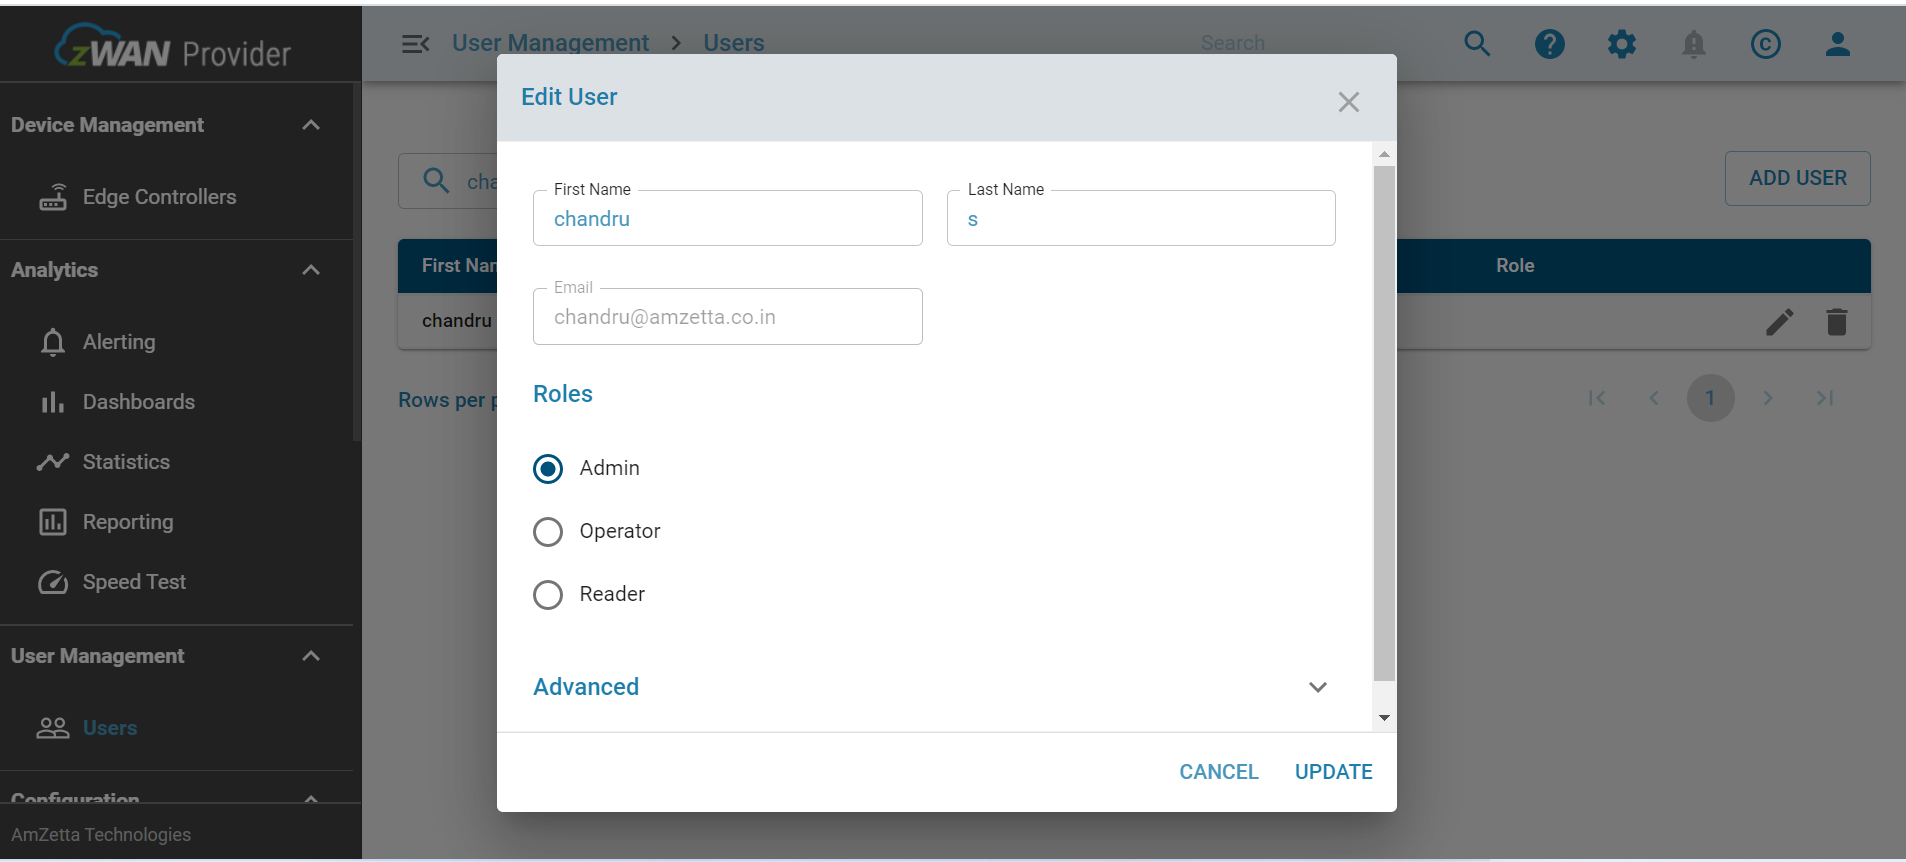 zWAN Provider
User Management > Users
Search
Device Management
Edge Controllers
Analytics
Alerting
Dashboards
Statistics
Reporting
Speed Test
User Management
Users
Configuration
AmZetta Technologies
cha
ADD USER
First Nam
Role
chandru
Rows per p
1
Edit User
First Name
chandru
Last Name
s
Email
chandru@amzetta.co.in
Roles
Admin
Operator
Reader
Advanced
CANCEL
UPDATE